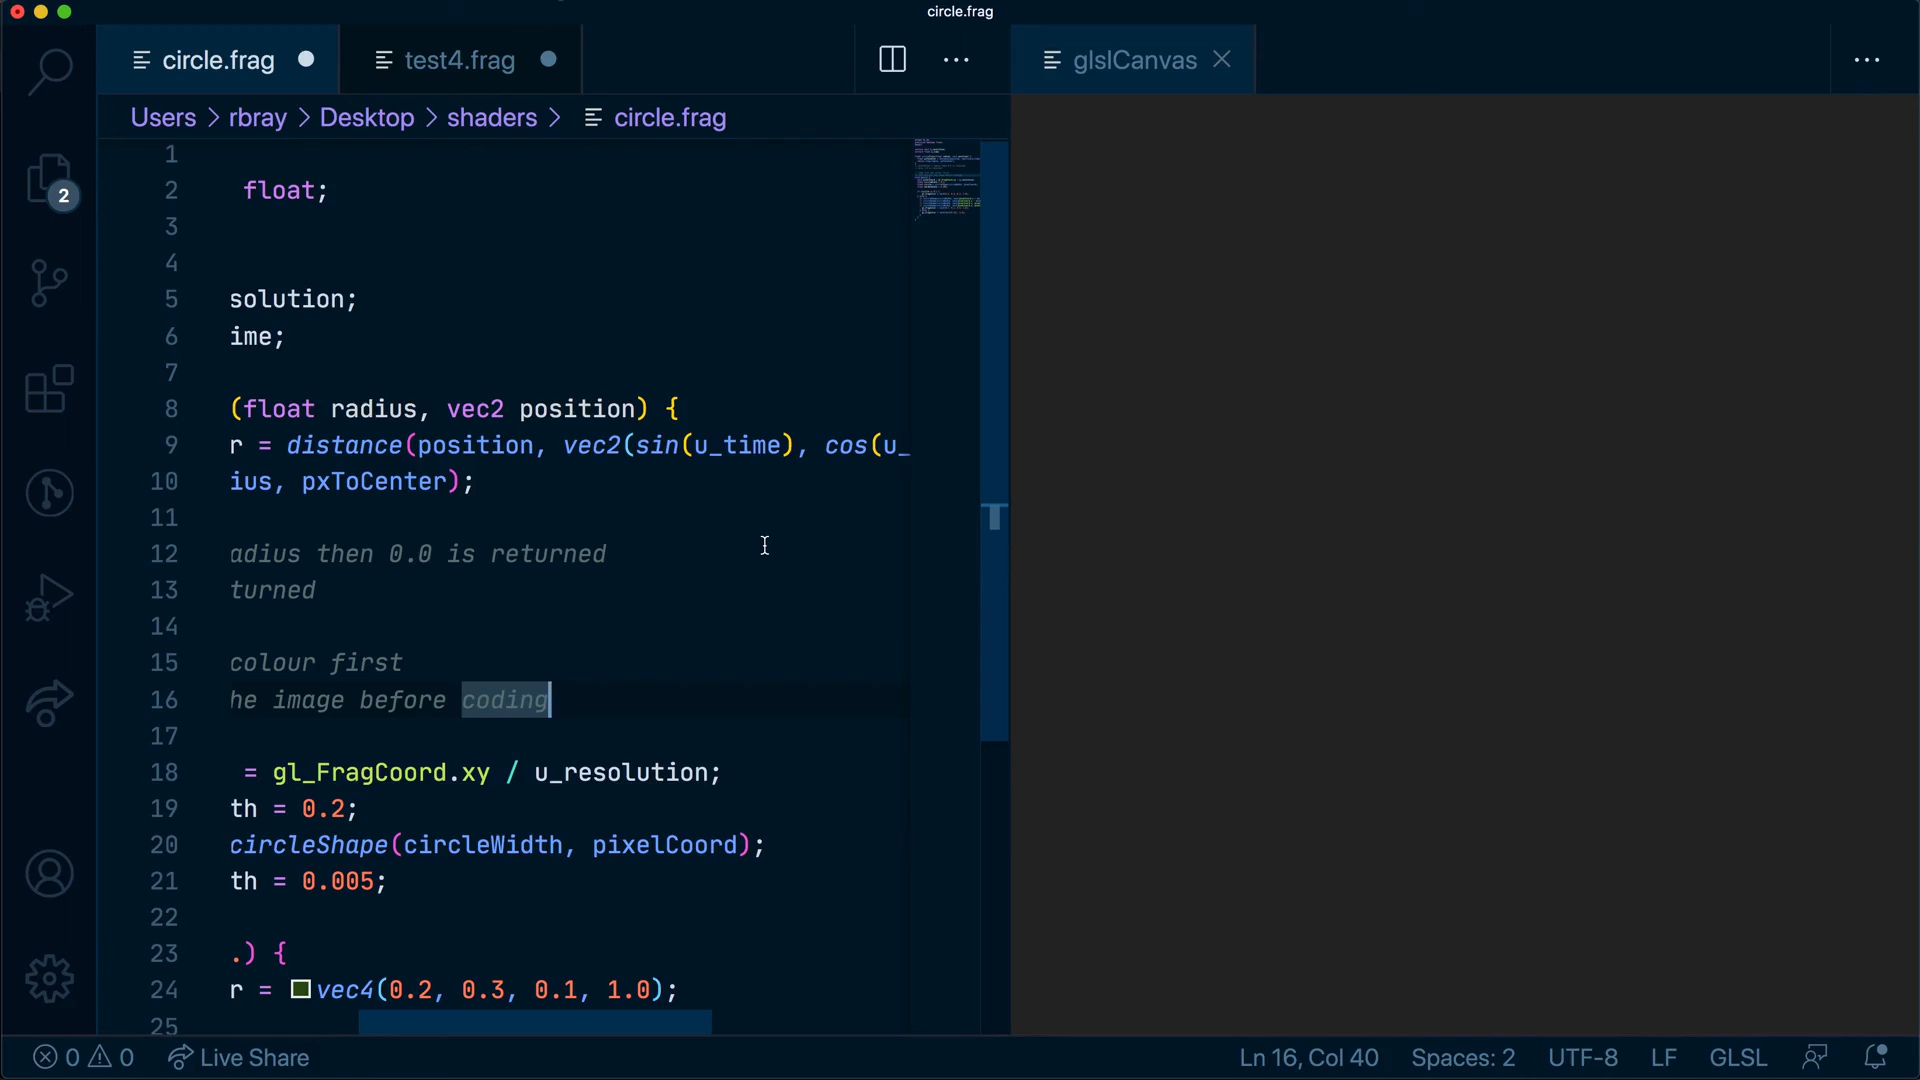 circle.frag
circle.frag
test4.frag
glslCanvas
Users > rbray > Desktop > shaders > circle.frag
1
2 float;
3
4
5 solution;
6 ime;
7
8 (float radius, vec2 position) {
9 r = distance(position, vec2(sin(u_time), cos(u_
10 ius, pxToCenter);
11
12 adius then 0.0 is returned
13 turned
14
15 colour first
16 he image before coding
17
18 = gl_FragCoord.xy / u_resolution;
19 th = 0.2;
20 circleShape(circleWidth, pixelCoord);
21 th = 0.005;
22
23 .) {
24 r = vec4(0.2, 0.3, 0.1, 1.0);
25
2
0 0 Live Share
Ln 16, Col 40 Spaces: 2 UTF-8 LF GLSL